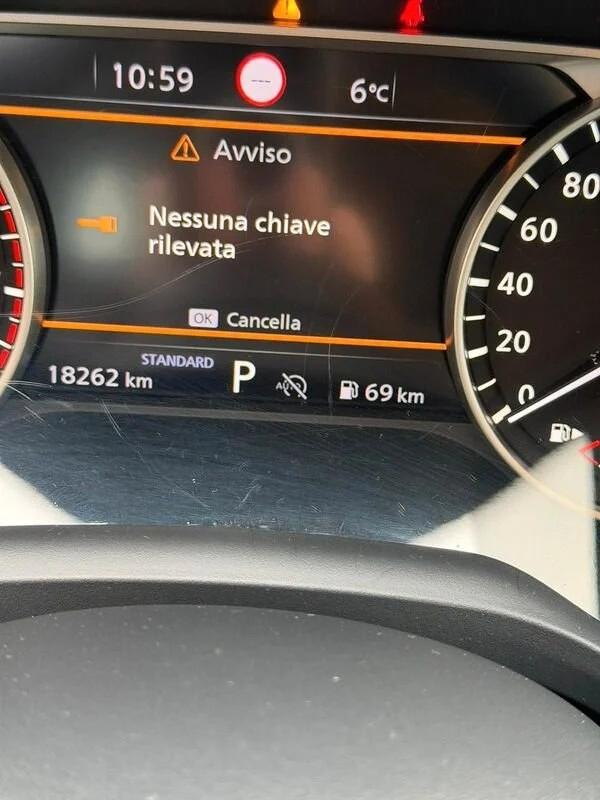 10:59
---
6°C
Avviso
Nessuna chiave
rilevata
OK Cancella
STANDARD
18262 km
P
AUTO
69 km
80
60
40
20
0